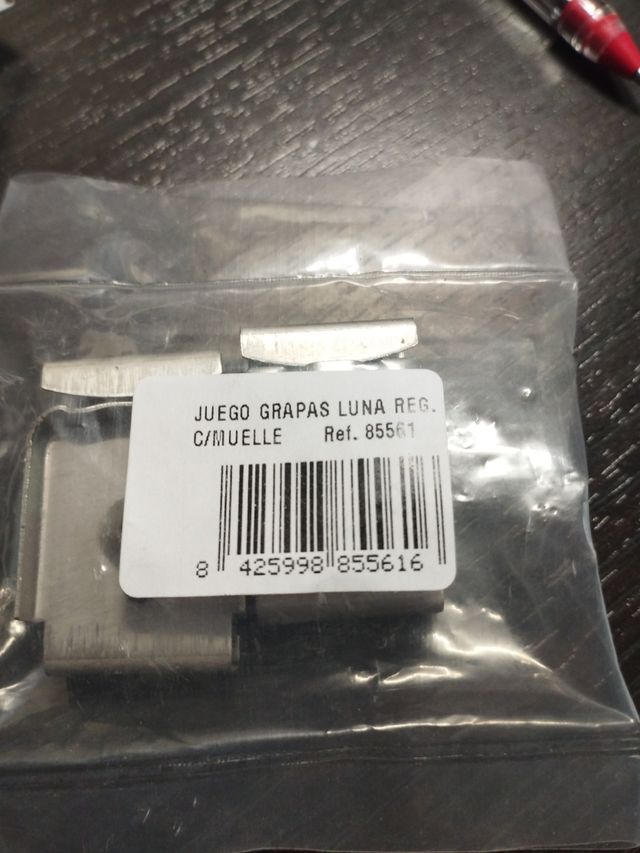 JUEGO GRAPAS LUNA REG.
C/MUELLE Ref. 85561
8 425998 855616